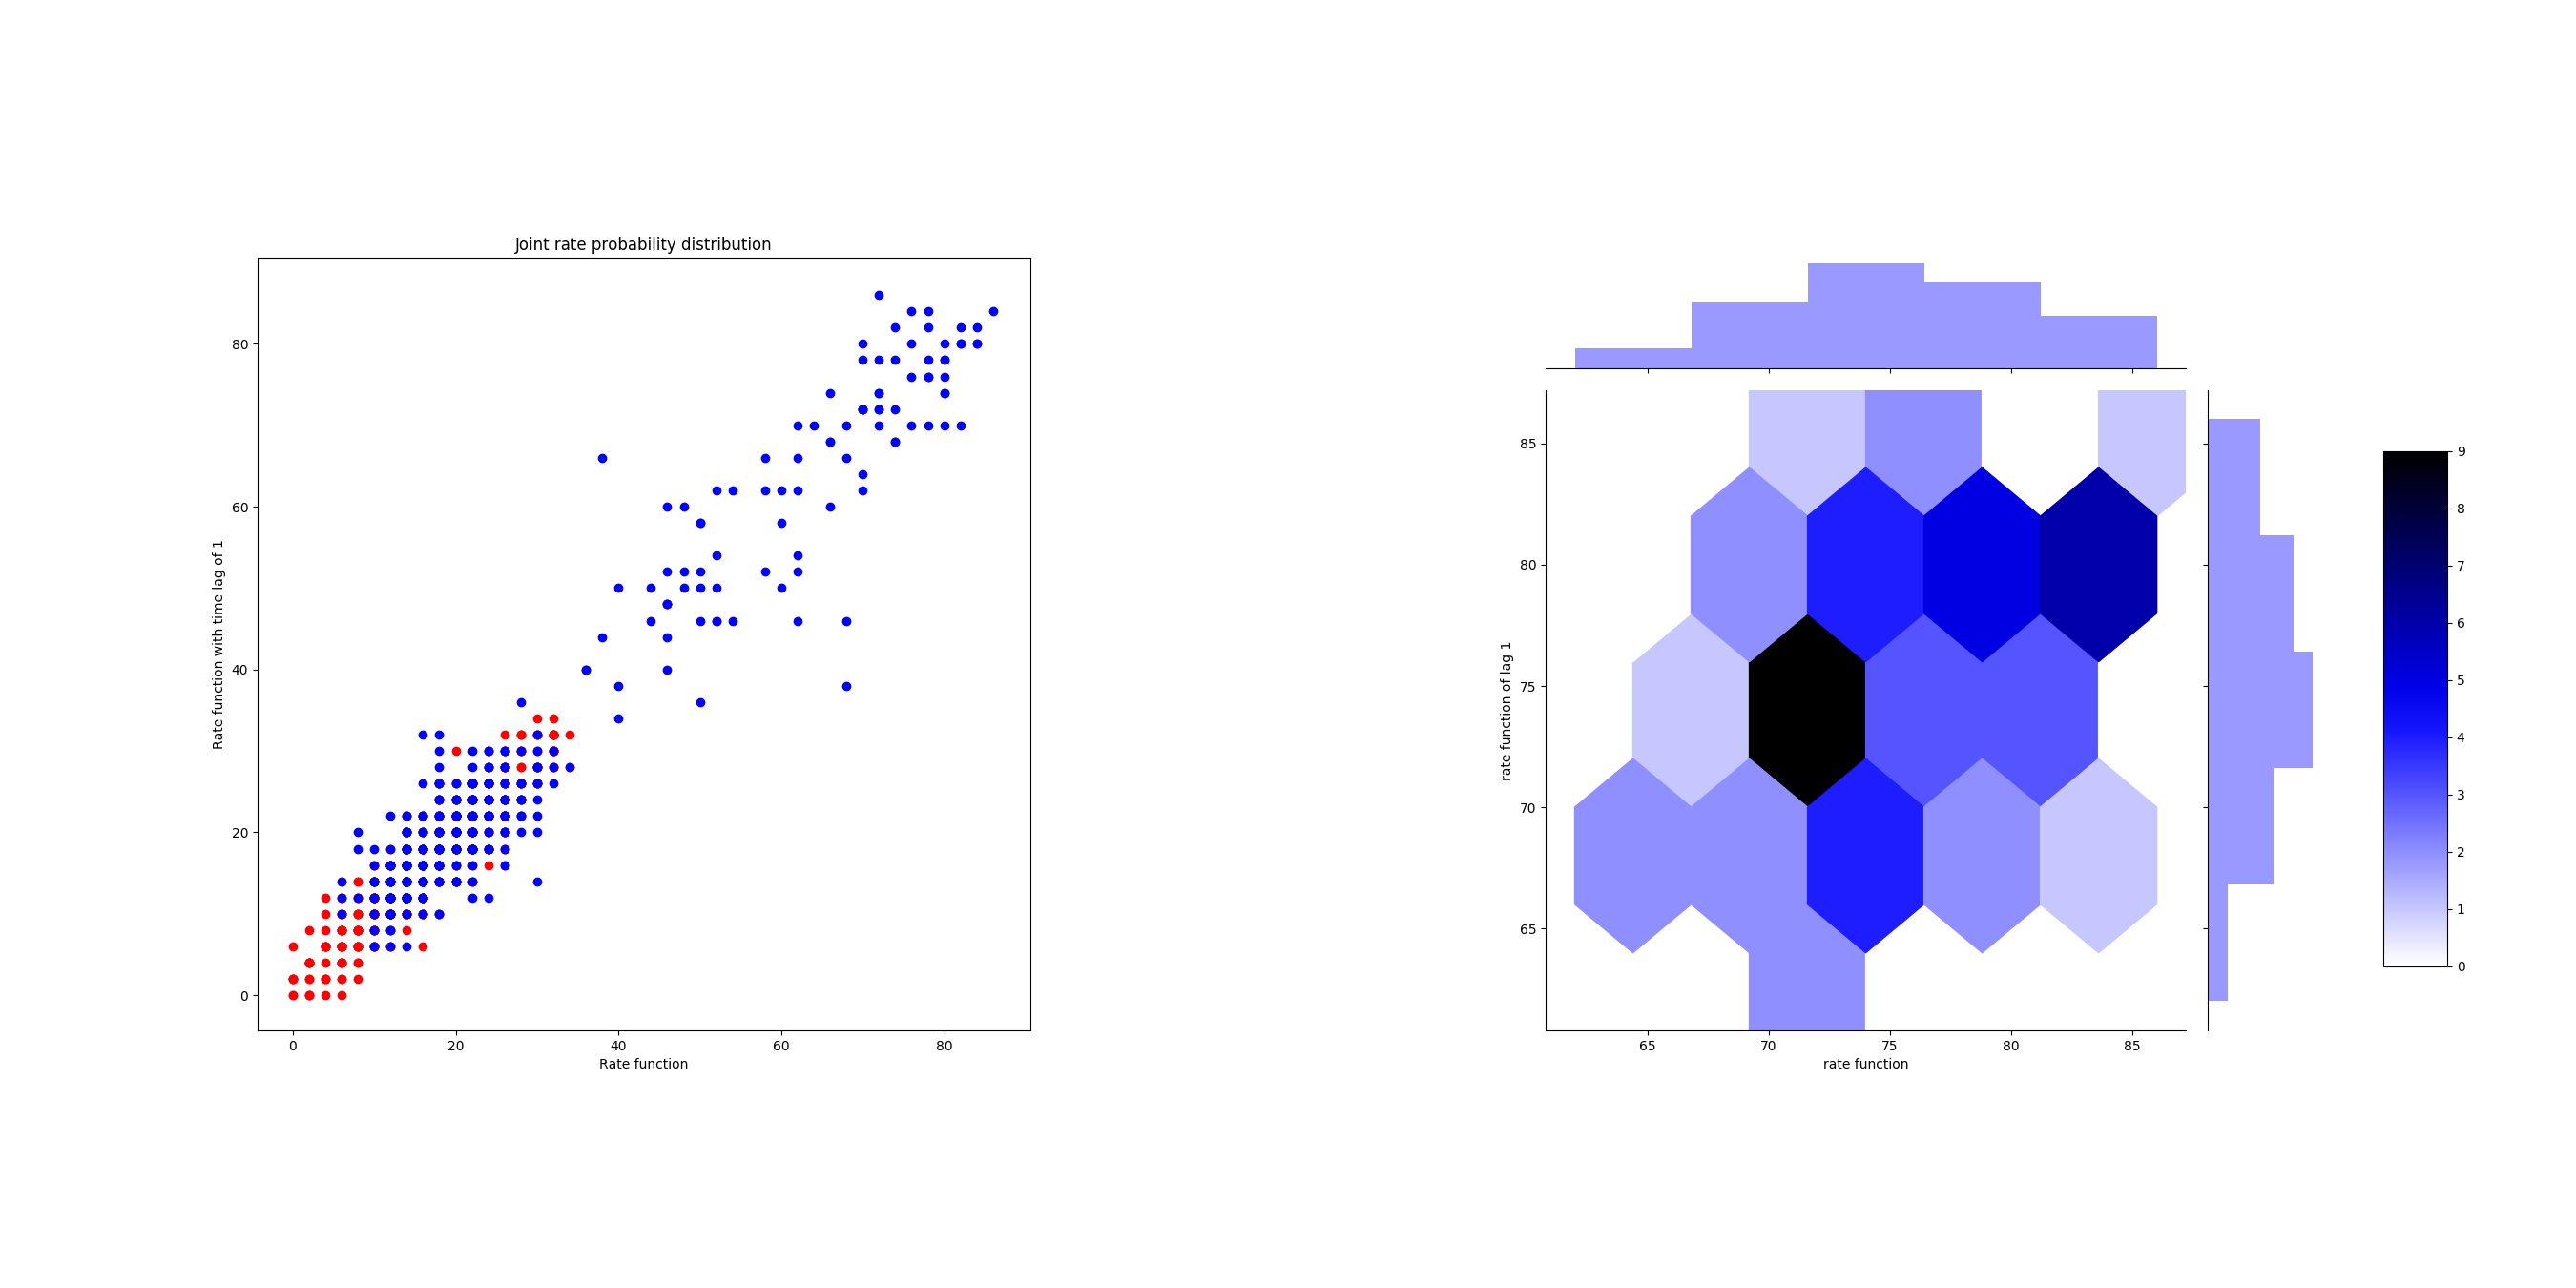 Joint rate probability distribution
Rate function with time lag of 1
80
60
40
20
0
0 20 40 60 80
Rate function
rate function of lag 1
85
80
75
70
65
65 70 75 80 85
rate function
9
8
7
6
5
4
3
2
1
0